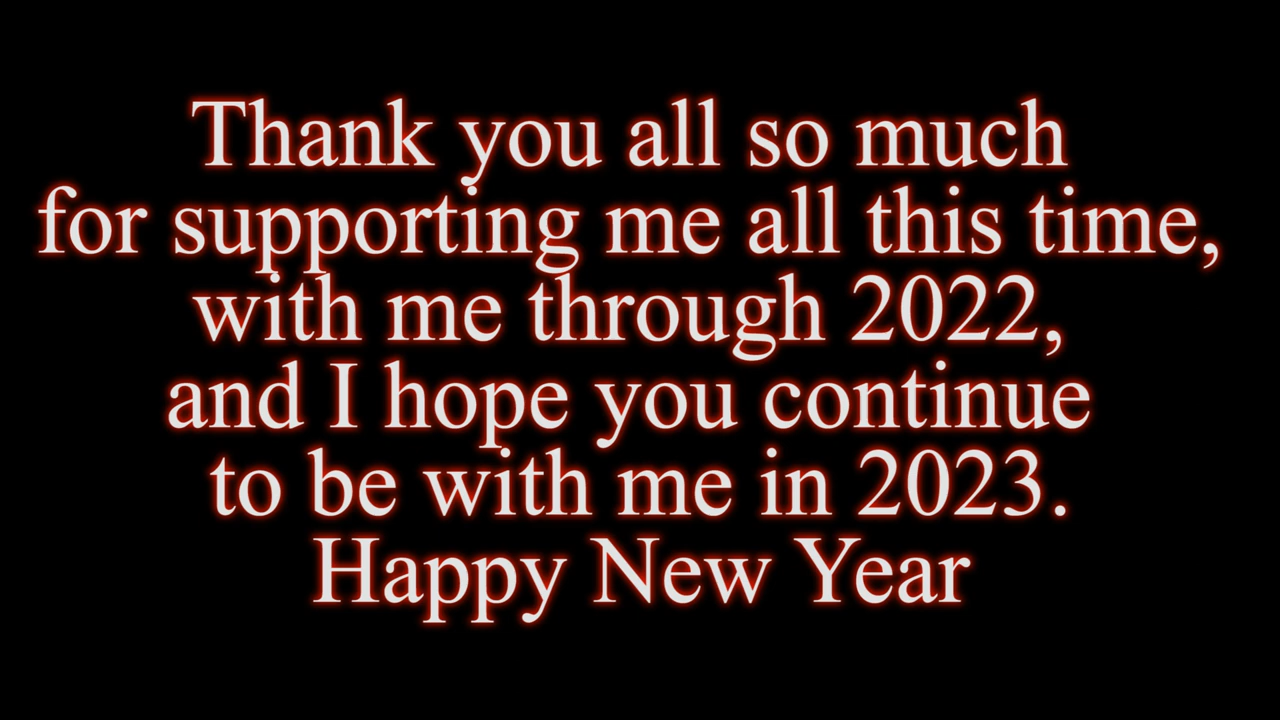 Thank you all so much
for supporting me all this time,
with me through 2022,
and I hope you continue
to be with me in 2023.
Happy New Year